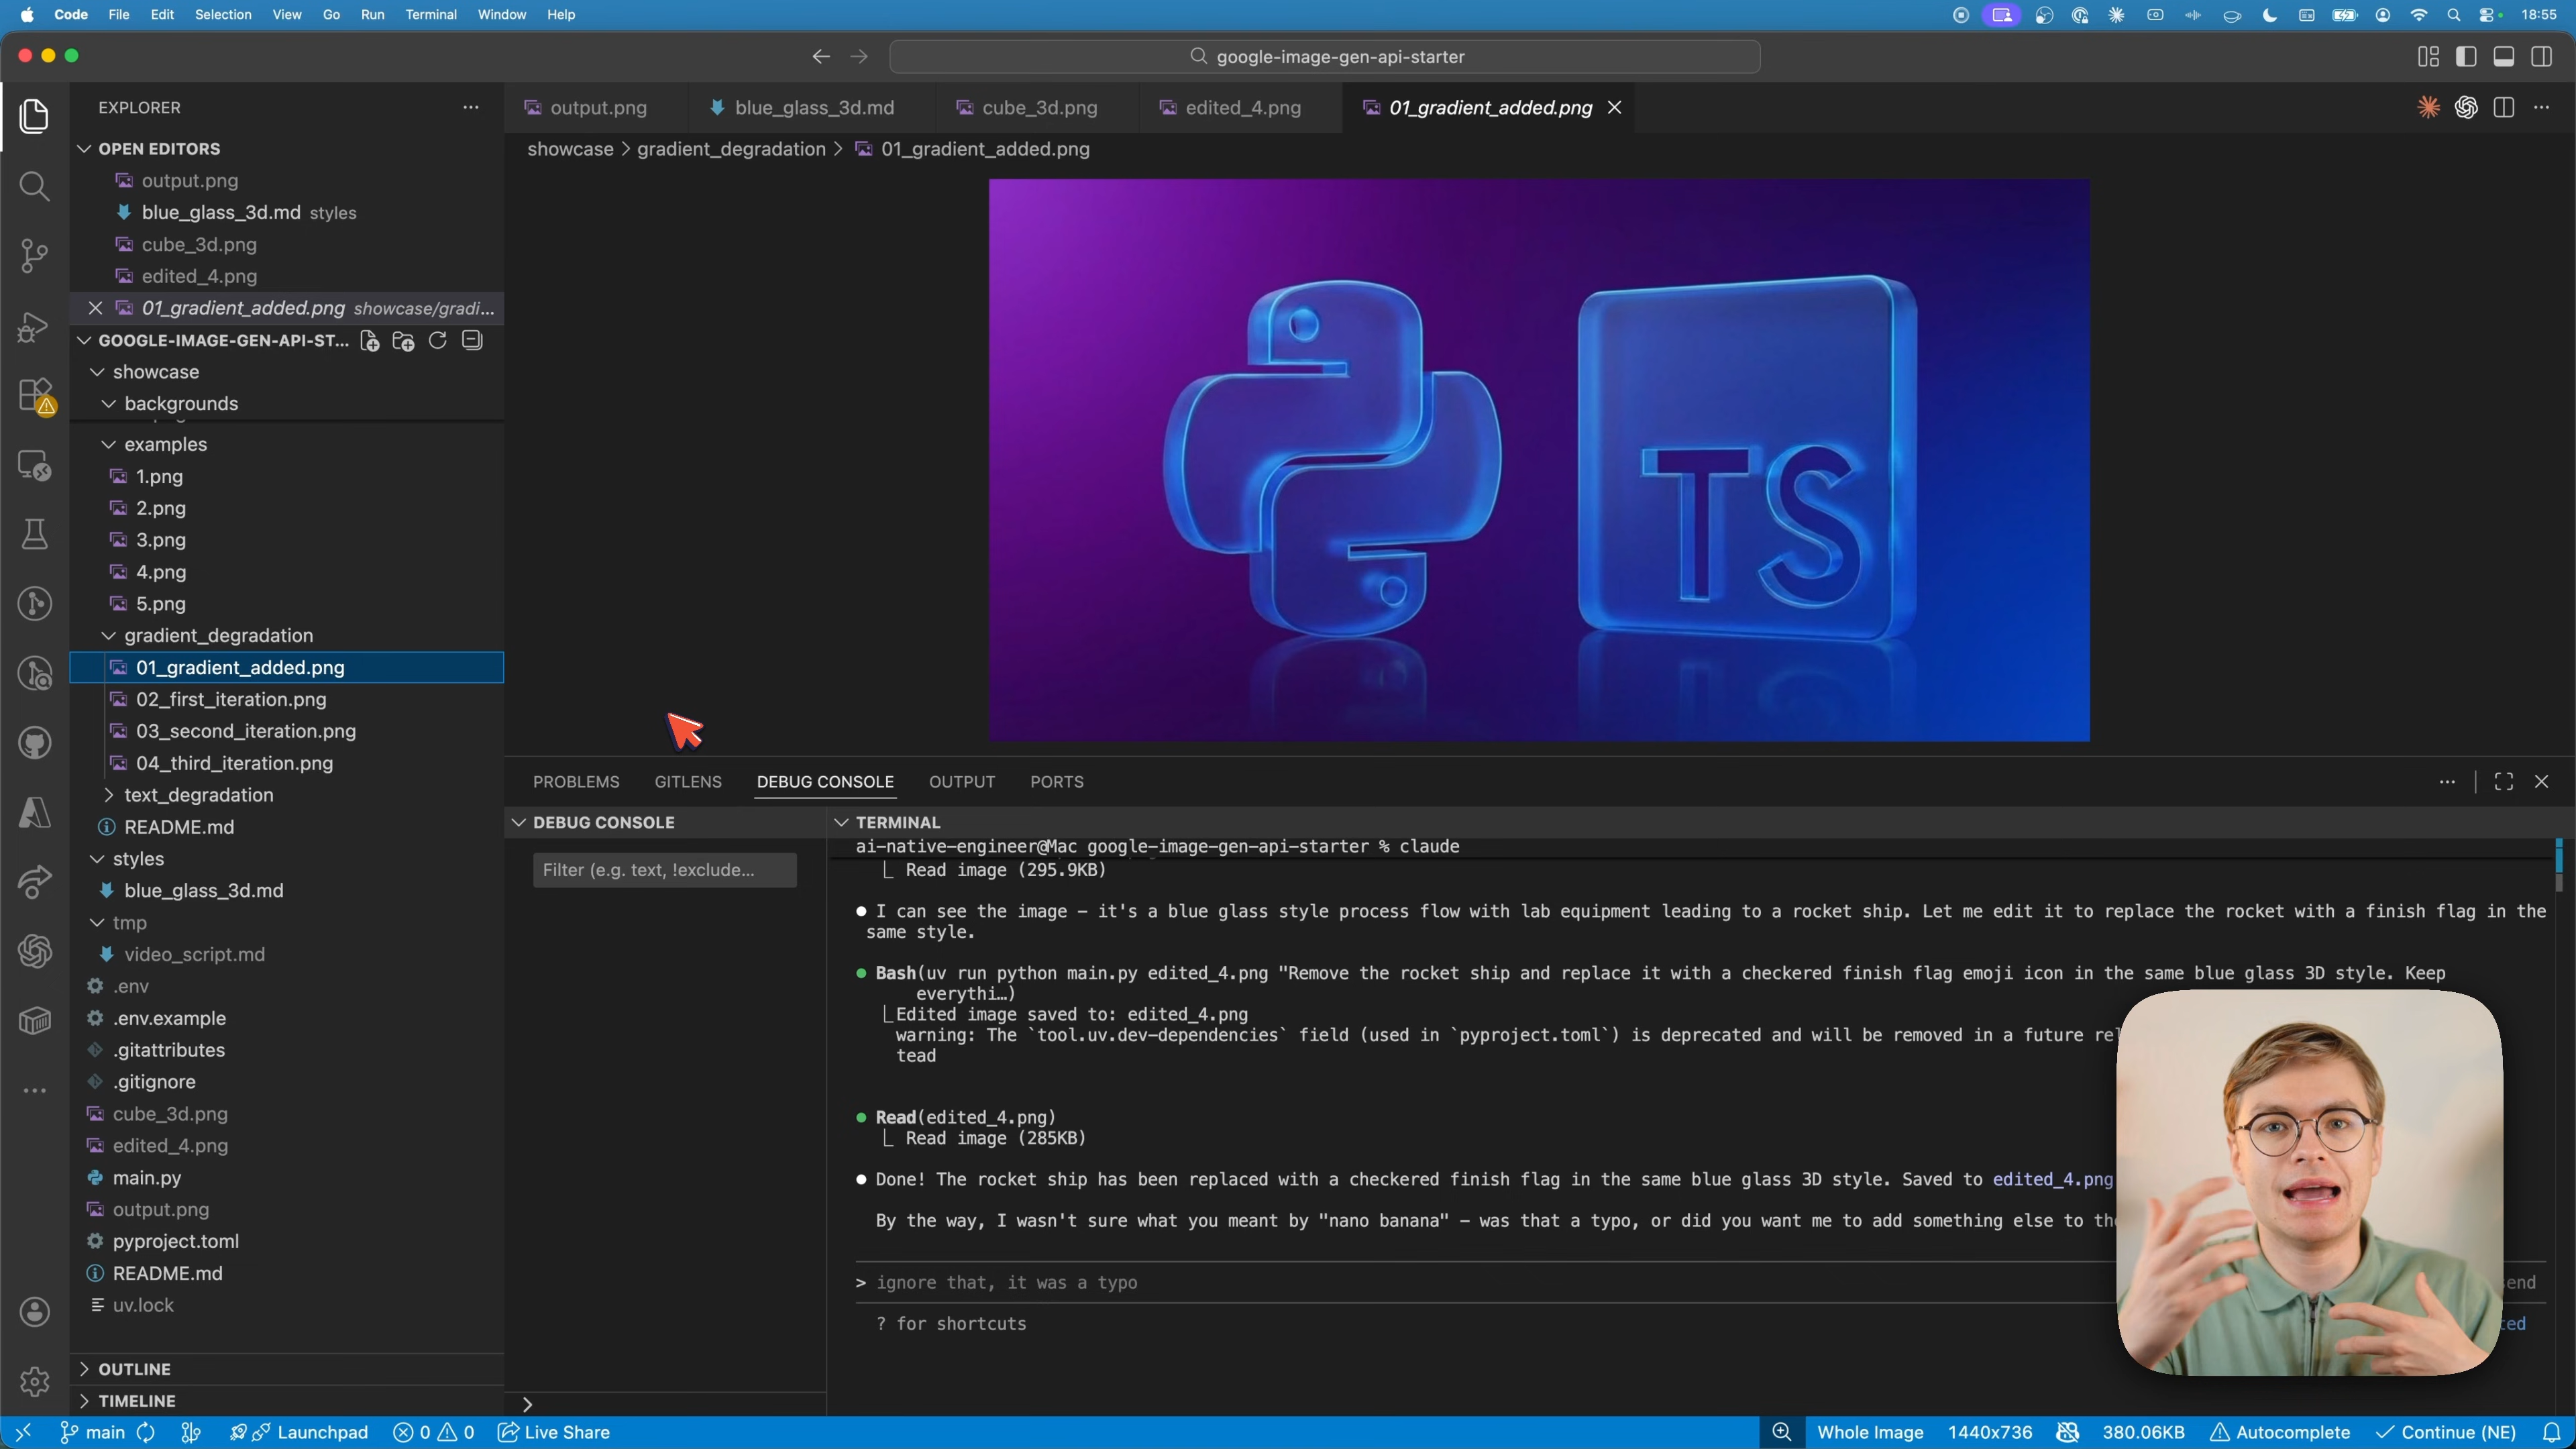 Code File Edit Selection View Go Run Terminal Window Help 18:55
google-image-gen-api-starter
EXPLORER
OPEN EDITORS
output.png
blue_glass_3d.md styles
cube_3d.png
edited_4.png
01_gradient_added.png showcase/gradi...
GOOGLE-IMAGE-GEN-API-ST...
showcase
backgrounds
examples
1.png
2.png
3.png
4.png
5.png
gradient_degradation
01_gradient_added.png
02_first_iteration.png
03_second_iteration.png
04_third_iteration.png
text_degradation
README.md
styles
blue_glass_3d.md
tmp
video_script.md
.env
.env.example
.gitattributes
.gitignore
cube_3d.png
edited_4.png
main.py
output.png
pyproject.toml
README.md
uv.lock
OUTLINE
TIMELINE
output.png blue_glass_3d.md cube_3d.png edited_4.png 01_gradient_added.png
showcase > gradient_degradation > 01_gradient_added.png
TS
PROBLEMS GITLENS DEBUG CONSOLE OUTPUT PORTS
DEBUG CONSOLE
Filter (e.g. text, !exclude...
TERMINAL
ai-native-engineer@Mac google-image-gen-api-starter % claude
Read image (295.9KB)
I can see the image – it's a blue glass style process flow with lab equipment leading to a rocket ship. Let me edit it to replace the rocket with a finish flag in the
same style.
Bash(uv run python main.py edited_4.png "Remove the rocket ship and replace it with a checkered finish flag emoji icon in the same blue glass 3D style. Keep
everythi…)
Edited image saved to: edited_4.png
warning: The `tool.uv.dev-dependencies` field (used in `pyproject.toml`) is deprecated and will be removed in a future
tead
Read(edited_4.png)
Read image (285KB)
Done! The rocket ship has been replaced with a checkered finish flag in the same blue glass 3D style. Saved to edited_4.png
By the way, I wasn't sure what you meant by "nano banana" – was that a typo, or did you want me to add something else to
> ignore that, it was a typo
? for shortcuts
main Launchpad 0 0 Live Share Whole Image 1440x736 380.06KB Autocomplete Continue (NE)